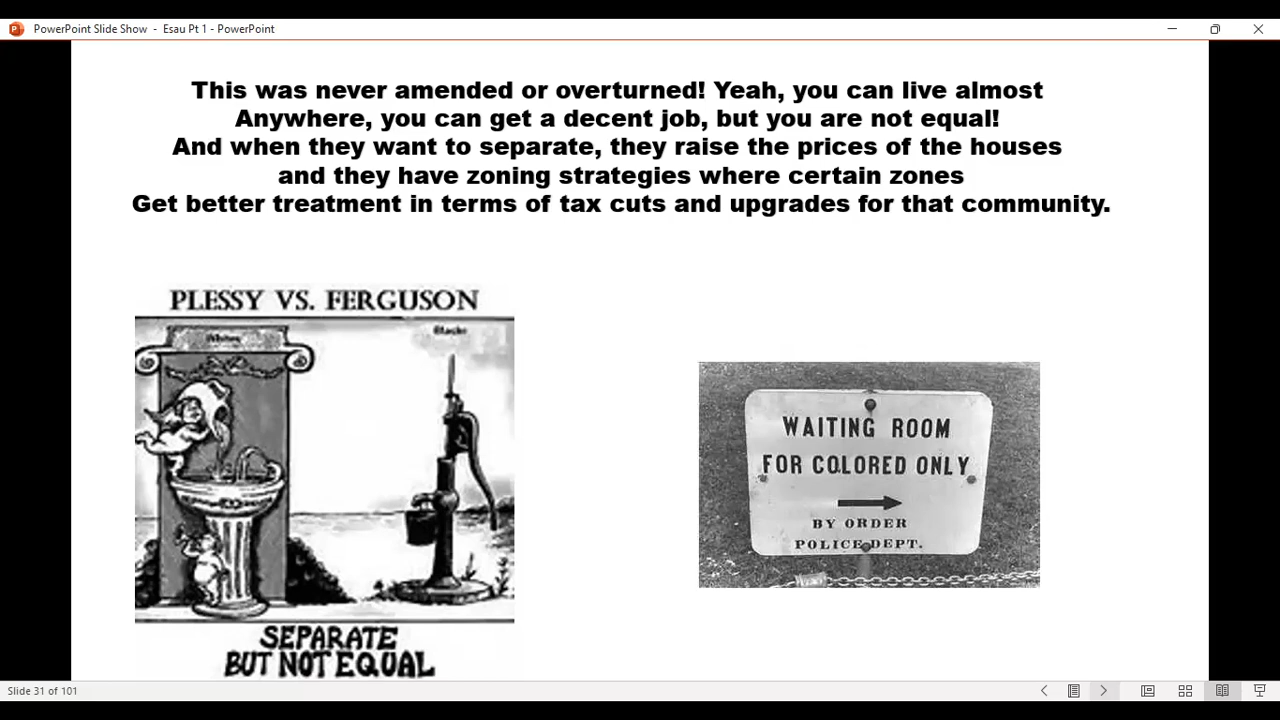 PowerPoint Slide Show - Esau Pt 1 - PowerPoint
This was never amended or overturned! Yeah, you can live almost
Anywhere, you can get a decent job, but you are not equal!
And when they want to separate, they raise the prices of the houses
and they have zoning strategies where certain zones
Get better treatment in terms of tax cuts and upgrades for that community.
PLESSY VS. FERGUSON
Whites
Blacks
SEPARATE
BUT NOT EQUAL
WAITING ROOM
FOR COLORED ONLY
BY ORDER
POLICE DEPT.
Slide 31 of 101